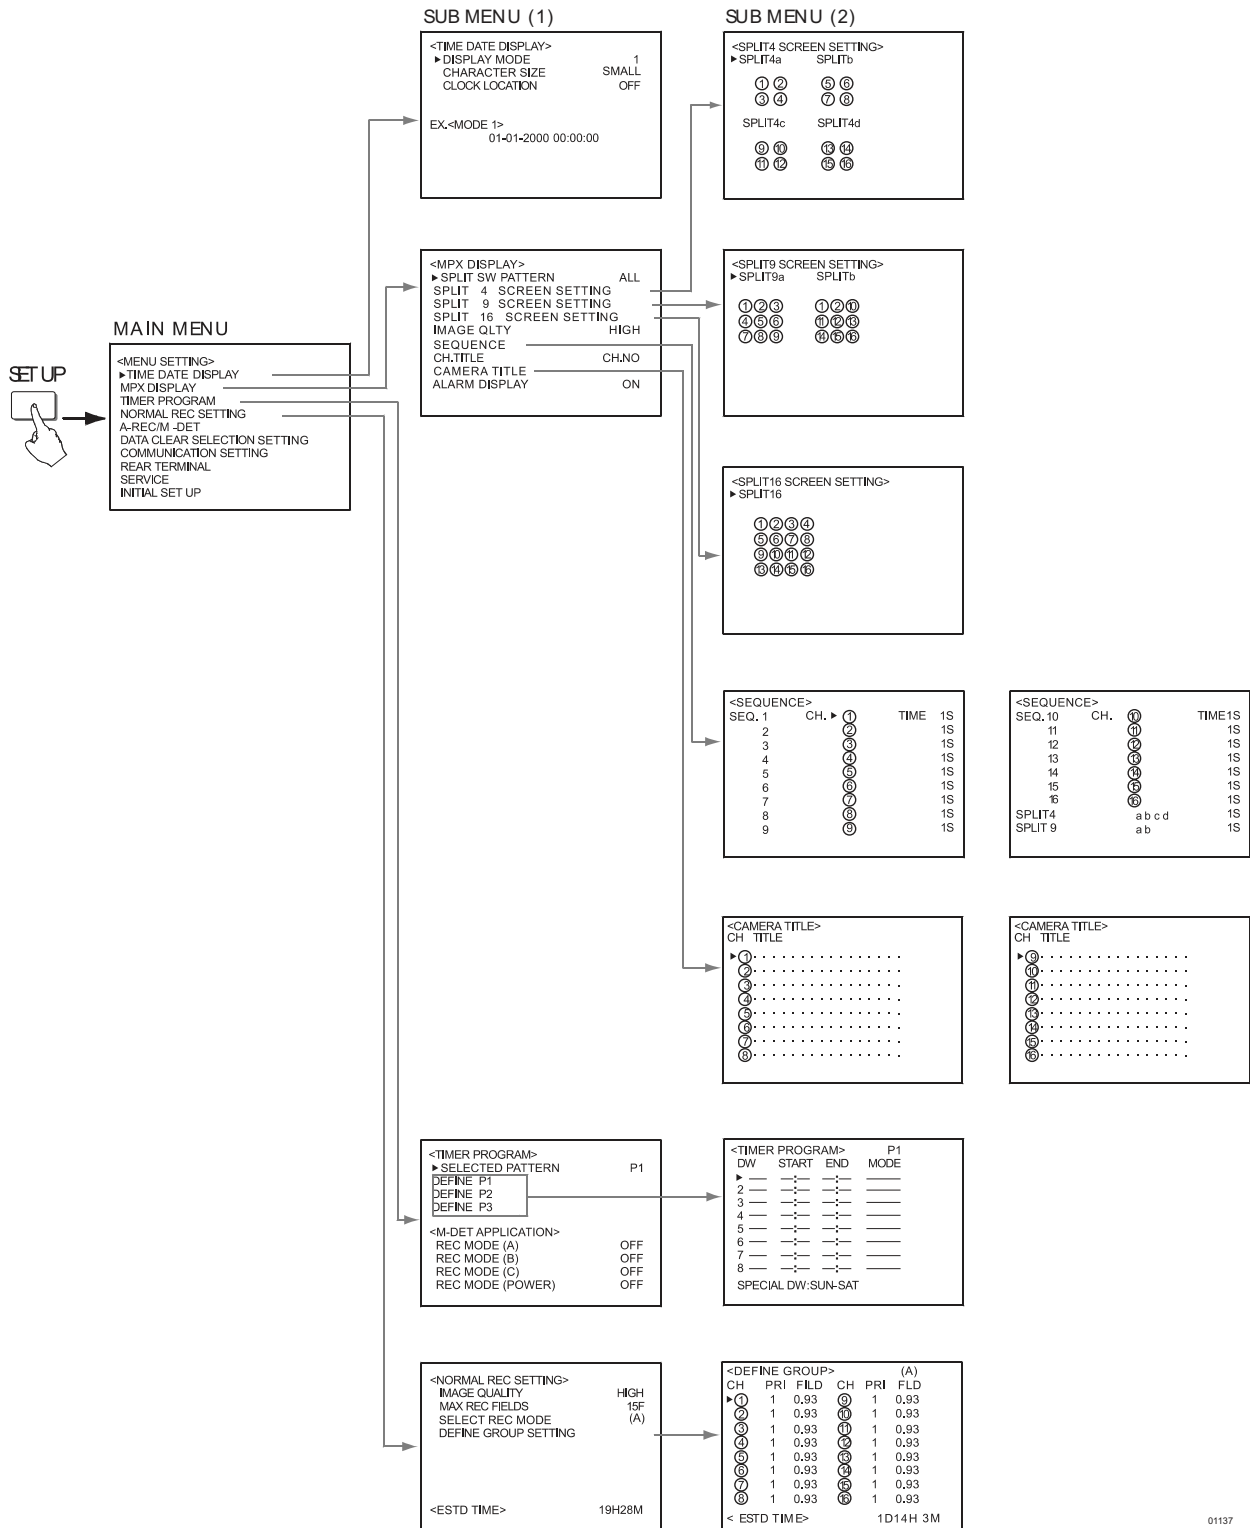 SUB MENU (1)
SUB MENU (2)
<TIME DATE DISPLAY>
▶DISPLAY MODE 1
CHARACTER SIZE SMALL
CLOCK LOCATION OFF
EX.<MODE 1>
01-01-2000 00:00:00
<SPLIT4 SCREEN SETTING>
▶SPLIT4a SPLITb
① ② ⑤ ⑥
③ ④ ⑦ ⑧
SPLIT4c SPLIT4d
⑨ ⑩ ⑬ ⑭
⑪ ⑫ ⑮ ⑯
<MPX DISPLAY>
▶SPLIT SW PATTERN ALL
SPLIT 4 SCREEN SETTING
SPLIT 9 SCREEN SETTING
SPLIT 16 SCREEN SETTING
IMAGE QLTY HIGH
SEQUENCE
CH.TITLE CH.NO
CAMERA TITLE
ALARM DISPLAY ON
<SPLIT9 SCREEN SETTING>
▶SPLIT9a SPLITb
①②③ ①②⑩
④⑤⑥ ⑪⑫⑬
⑦⑧⑨ ⑭⑮⑯
MAIN MENU
SET UP
<MENU SETTING>
▶TIME DATE DISPLAY
MPX DISPLAY
TIMER PROGRAM
NORMAL REC SETTING
A-REC/M -DET
DATA CLEAR SELECTION SETTING
COMMUNICATION SETTING
REAR TERMINAL
SERVICE
INITIAL SET UP
<SPLIT16 SCREEN SETTING>
▶SPLIT16
①②③④
⑤⑥⑦⑧
⑨⑩⑪⑫
⑬⑭⑮⑯
<SEQUENCE>
SEQ. 1 CH. ▶ ① TIME 1S
2 ② 1S
3 ③ 1S
4 ④ 1S
5 ⑤ 1S
6 ⑥ 1S
7 ⑦ 1S
8 ⑧ 1S
9 ⑨ 1S
<SEQUENCE>
SEQ. 10 CH. ⑩ TIME1S
11 ⑪ 1S
12 ⑫ 1S
13 ⑬ 1S
14 ⑭ 1S
15 ⑮ 1S
16 ⑯ 1S
SPLIT4 a b c d 1S
SPLIT 9 a b 1S
<CAMERA TITLE>
CH TITLE
▶①· · · · · · · · · · · · · ·
②· · · · · · · · · · · · · ·
③· · · · · · · · · · · · · ·
④· · · · · · · · · · · · · ·
⑤· · · · · · · · · · · · · ·
⑥· · · · · · · · · · · · · ·
⑦· · · · · · · · · · · · · ·
⑧· · · · · · · · · · · · · ·
<CAMERA TITLE>
CH TITLE
▶⑨· · · · · · · · · · · · · ·
⑩· · · · · · · · · · · · · ·
⑪· · · · · · · · · · · · · ·
⑫· · · · · · · · · · · · · ·
⑬· · · · · · · · · · · · · ·
⑭· · · · · · · · · · · · · ·
⑮· · · · · · · · · · · · · ·
⑯· · · · · · · · · · · · · ·
<TIMER PROGRAM>
▶SELECTED PATTERN P1
DEFINE P1
DEFINE P2
DEFINE P3
<M-DET APPLICATION>
REC MODE (A) OFF
REC MODE (B) OFF
REC MODE (C) OFF
REC MODE (POWER) OFF
<TIMER PROGRAM> P1
DW START END MODE
▶ — —:— —:— ——
2 — —:— —:— ——
3 — —:— —:— ——
4 — —:— —:— ——
5 — —:— —:— ——
6 — —:— —:— ——
7 — —:— —:— ——
8 — —:— —:— ——
SPECIAL DW:SUN-SAT
<NORMAL REC SETTING>
IMAGE QUALITY HIGH
MAX REC FIELDS 15F
SELECT REC MODE (A)
DEFINE GROUP SETTING
<ESTD TIME> 19H28M
<DEFINE GROUP> (A)
CH PRI FILD CH PRI FLD
▶① 1 0.93 ⑨ 1 0.93
② 1 0.93 ⑩ 1 0.93
③ 1 0.93 ⑪ 1 0.93
④ 1 0.93 ⑫ 1 0.93
⑤ 1 0.93 ⑬ 1 0.93
⑥ 1 0.93 ⑭ 1 0.93
⑦ 1 0.93 ⑮ 1 0.93
⑧ 1 0.93 ⑯ 1 0.93
< ESTD TIME> 1D14H 3M
01137